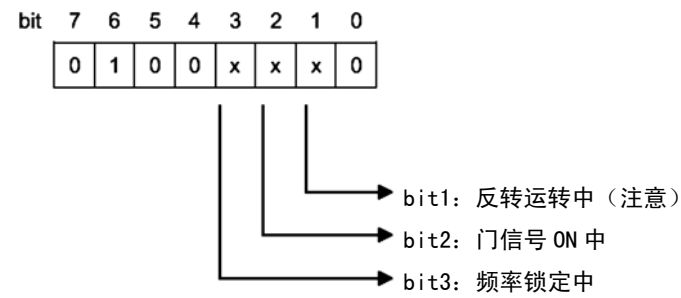 bit 7 6 5 4 3 2 1 0
0 1 0 0 x x x 0
bit1: 反转运转中（注意）
bit2: 门信号 ON 中
bit3: 频率锁定中